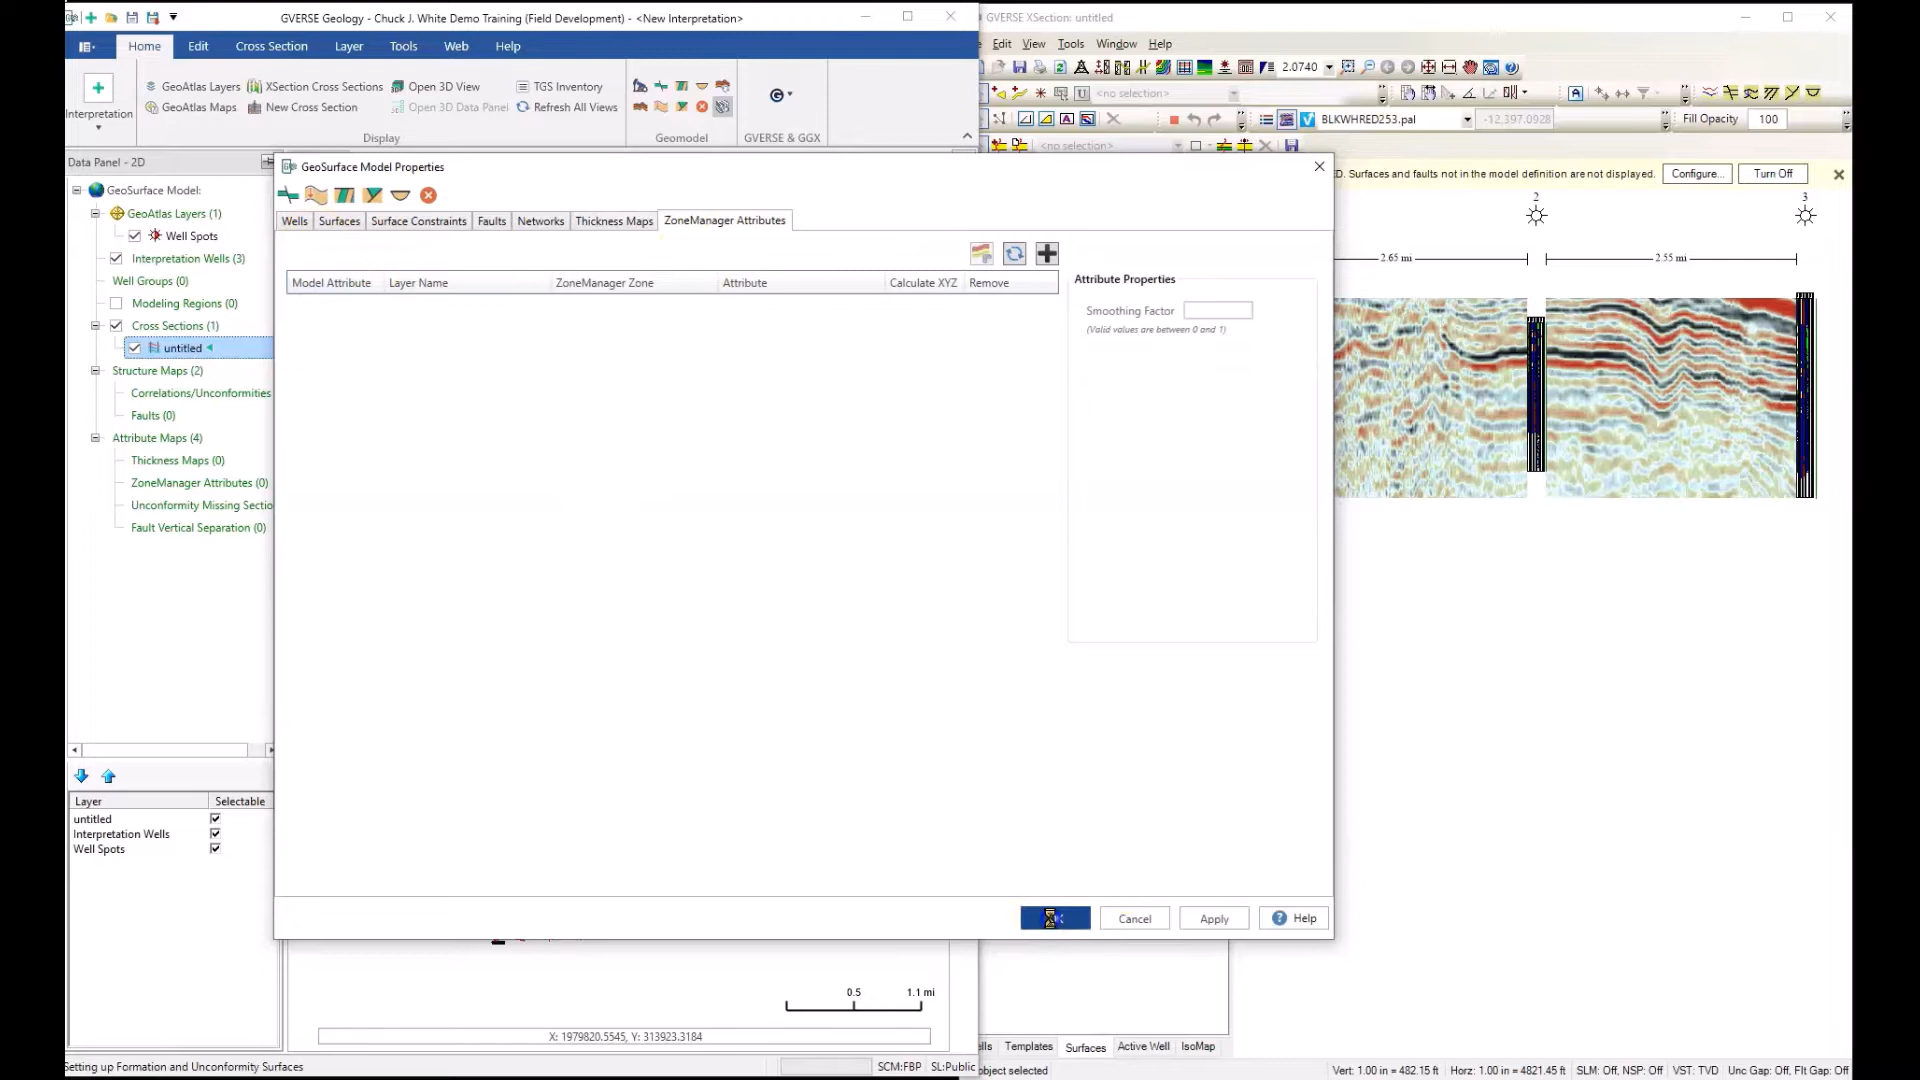 GVERSE Geology - Chuck J. White Demo Training (Field Development) - <New Interpretation>
Home Edit Cross Section Layer Tools Web Help
Interpretation
GeoAtlas Layers XSection Cross Sections Open 3D View TGS Inventory
GeoAtlas Maps New Cross Section Open 3D Data Panel Refresh All Views
Display Geomodel GVERSE & GGX
GVERSE XSection: untitled
Edit View Tools Window Help
2.0740
<no selection>
BLKWHRED253.pal -12,397.0928 Fill Opacity 100
<no selection>
D. Surfaces and faults not in the model definition are not displayed. Configure... Turn Off
2 3
2.65 mi 2.55 mi
Data Panel - 2D
GeoSurface Model:
GeoAtlas Layers (1)
Well Spots
Interpretation Wells (3)
Well Groups (0)
Modeling Regions (0)
Cross Sections (1)
untitled
Structure Maps (2)
Correlations/Unconformities
Faults (0)
Attribute Maps (4)
Thickness Maps (0)
ZoneManager Attributes (0)
Unconformity Missing Sectio
Fault Vertical Separation (0)
GeoSurface Model Properties
Wells Surfaces Surface Constraints Faults Networks Thickness Maps ZoneManager Attributes
Model Attribute Layer Name ZoneManager Zone Attribute Calculate XYZ Remove
Attribute Properties
Smoothing Factor
(Valid values are between 0 and 1)
Cancel Apply Help
Layer Selectable
untitled
Interpretation Wells
Well Spots
0.5 1.1 mi
X: 1979820.5545, Y: 313923.3184
Setting up Formation and Unconformity Surfaces SCM:FBP SL:Public
ells Templates Surfaces Active Well IsoMap
object selected Vert: 1.00 in = 482.15 ft Horz: 1.00 in = 4821.45 ft SLM: Off, NSP: Off VST: TVD Unc Gap: Off, Flt Gap: Off